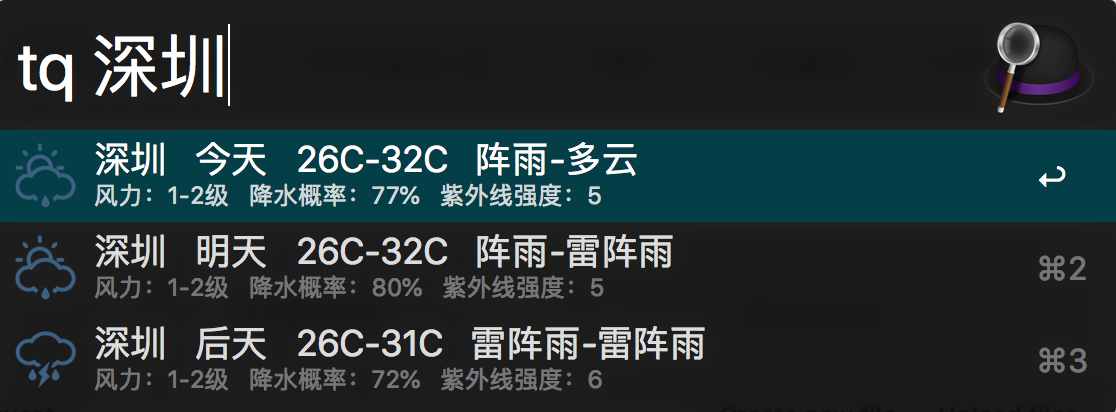 tq 深圳
深圳 今天 26C-32C 阵雨-多云
风力：1-2级 降水概率：77% 紫外线强度：5
深圳 明天 26C-32C 阵雨-雷阵雨
⌘2
风力：1-2级 降水概率：80% 紫外线强度：5
深圳 后天 26C-31C 雷阵雨-雷阵雨
⌘3
风力：1-2级 降水概率：72% 紫外线强度：6